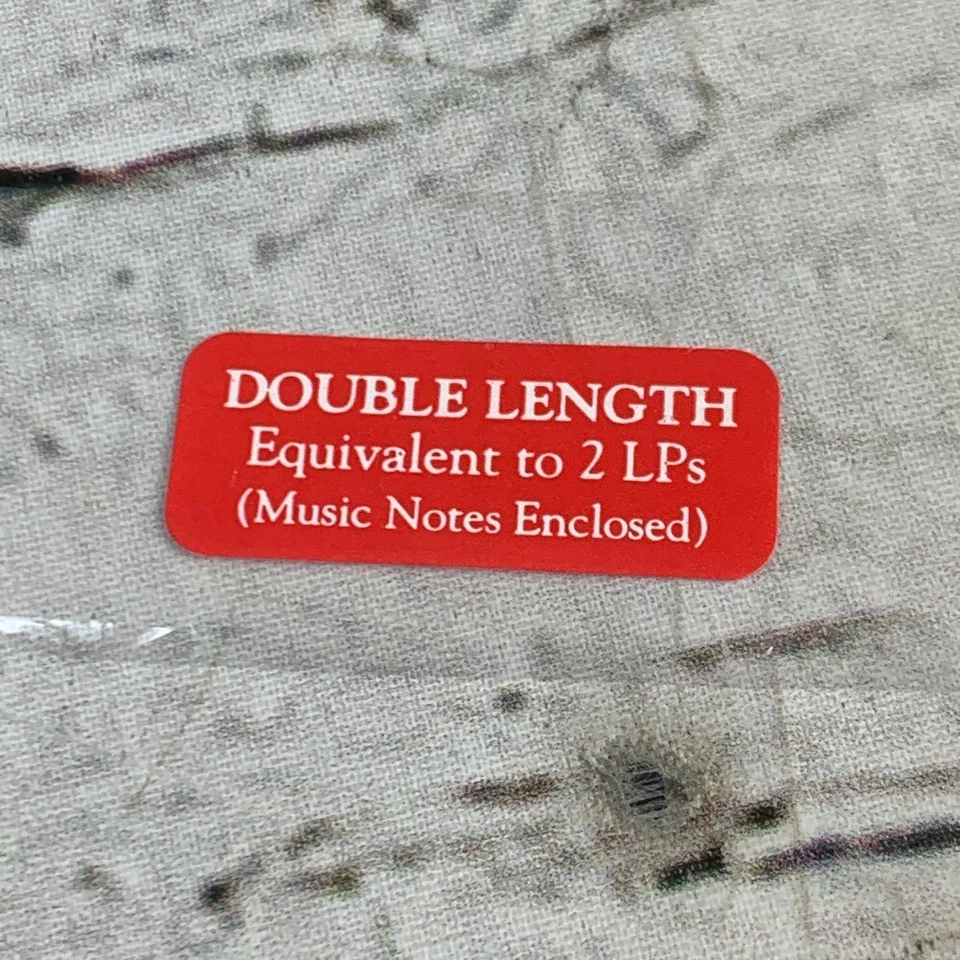 DOUBLE LENGTH
Equivalent to 2 LPs
(Music Notes Enclosed)